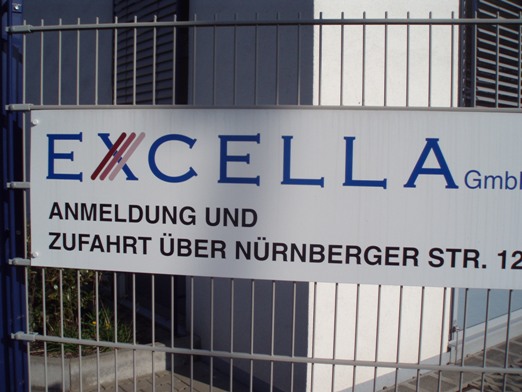 EXCELLA GmbH
ANMELDUNG UND
ZUFAHRT ÜBER NÜRNBERGER STR. 12